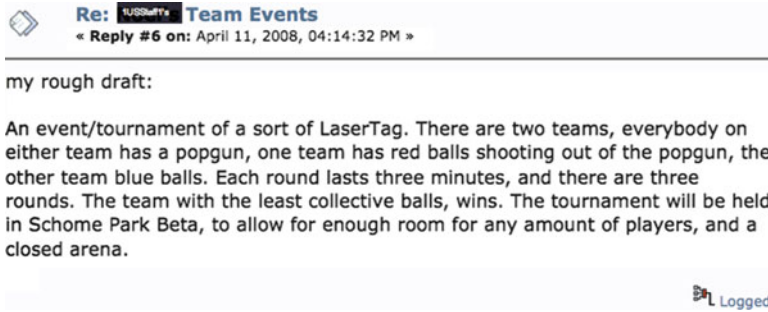 Re: Team Events
« Reply #6 on: April 11, 2008, 04:14:32 PM »
my rough draft:
An event/tournament of a sort of LaserTag. There are two teams, everybody on
either team has a popgun, one team has red balls shooting out of the popgun, the
other team blue balls. Each round lasts three minutes, and there are three
rounds. The team with the least collective balls, wins. The tournament will be held
in Schome Park Beta, to allow for enough room for any amount of players, and a
closed arena.
Logged